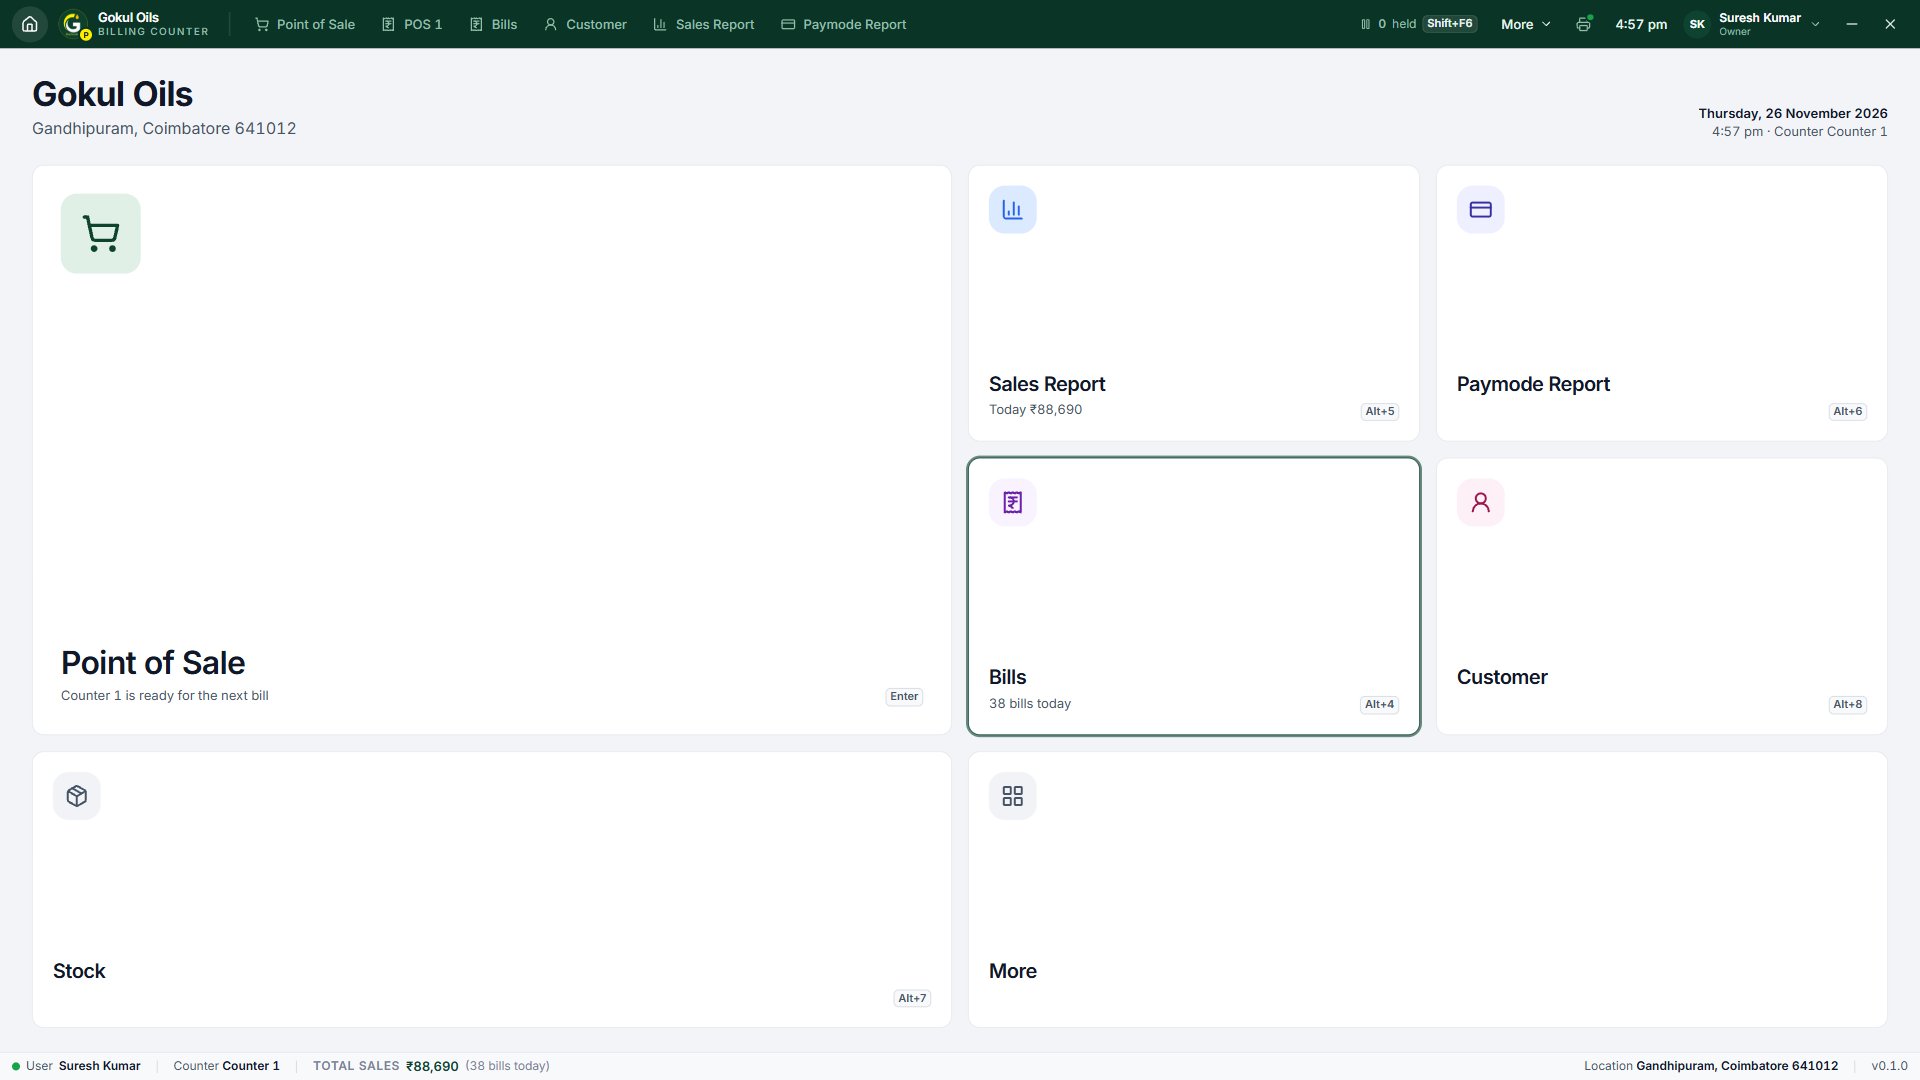 Gokul Oils
BILLING COUNTER
P
Point of Sale
POS 1
Bills
Customer
Sales Report
Paymode Report
0 held Shift+F6
More
4:57 pm
SK
Suresh Kumar
Owner
Gokul Oils
Gandhipuram, Coimbatore 641012
Thursday, 26 November 2026
4:57 pm · Counter Counter 1
Point of Sale
Counter 1 is ready for the next bill
Enter
Sales Report
Today ₹88,690
Alt+5
Paymode Report
Alt+6
₹
Bills
38 bills today
Alt+4
Customer
Alt+8
Stock
Alt+7
More
User Suresh Kumar
Counter Counter 1
TOTAL SALES ₹88,690 (38 bills today)
Location Gandhipuram, Coimbatore 641012
v0.1.0